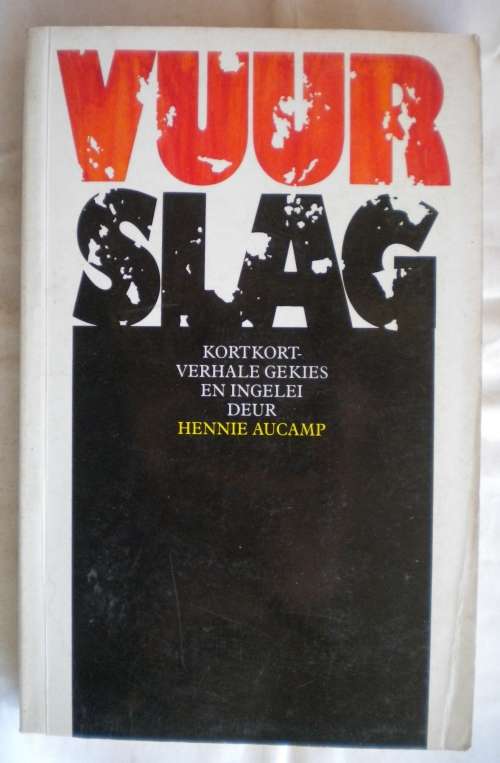 VUUR
SLAG
KORTKORT-
VERHALE GEKIES
EN INGELEI
DEUR
HENNIE AUCAMP